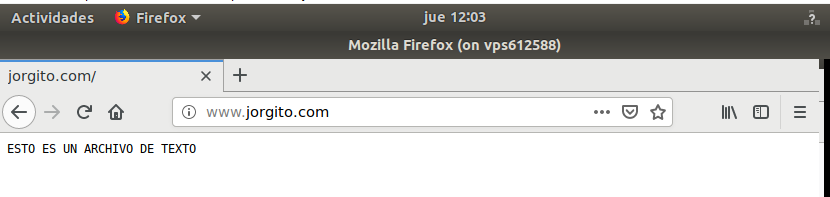 Actividades Firefox jue 12:03 ?
Mozilla Firefox (on vps612588)
jorgito.com/
www.jorgito.com
ESTO ES UN ARCHIVO DE TEXTO